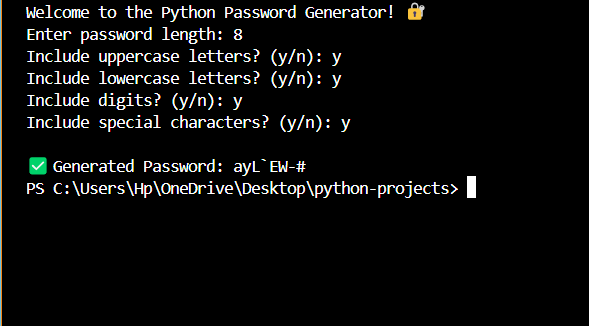 Welcome to the Python Password Generator! 🔐
Enter password length: 8
Include uppercase letters? (y/n): y
Include lowercase letters? (y/n): y
Include digits? (y/n): y
Include special characters? (y/n): y
✅ Generated Password: ayL`EW-#
PS C:\Users\Hp\OneDrive\Desktop\python-projects>